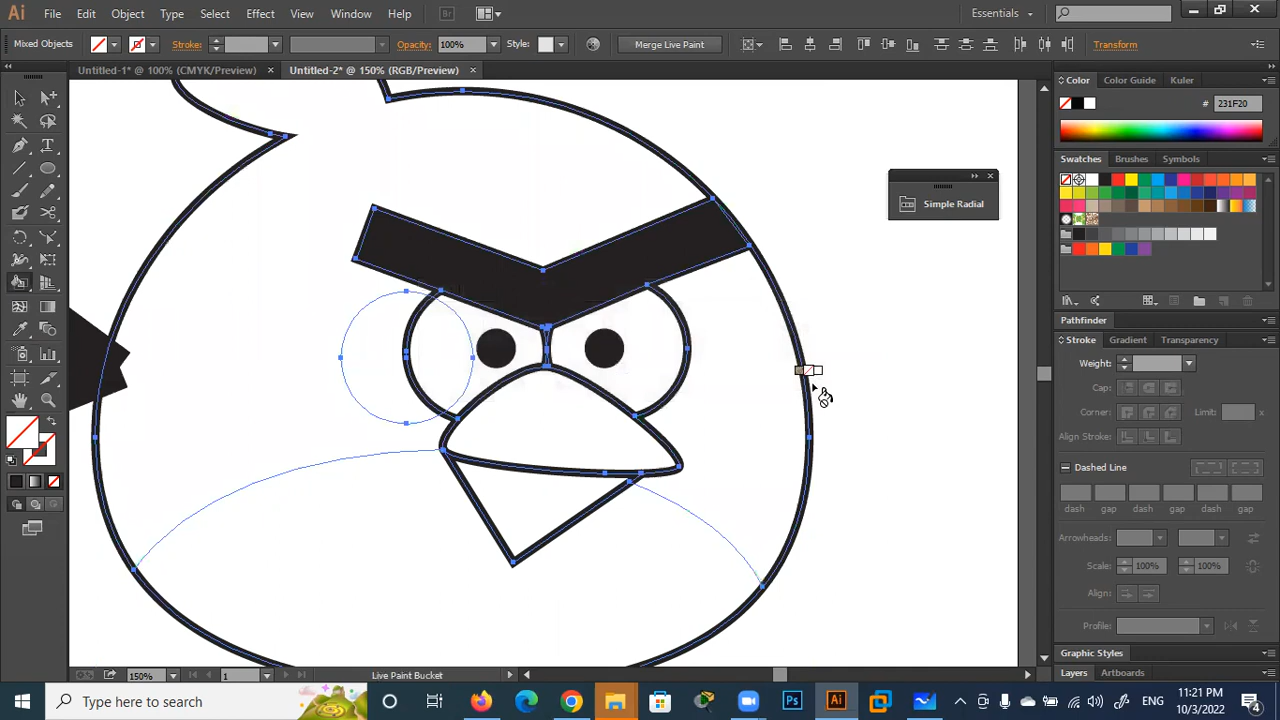 Ai File Edit Object Type Select Effect View Window Help Br Essentials
Mixed Objects Stroke: Opacity: 100% Style: Merge Live Paint Transform
Untitled-1* @ 100% (CMYK/Preview) × Untitled-2* @ 150% (RGB/Preview) ×
Color Color Guide Kuler
# 231F20
Swatches Brushes Symbols
Simple Radial
Pathfinder
Stroke Gradient Transparency
Weight:
Cap:
Corner: Limit:
Align Stroke:
Dashed Line
dash gap dash gap dash gap
Arrowheads:
Scale: 100% 100%
Align:
Profile:
Graphic Styles
Layers Artboards
150% 1 Live Paint Bucket
Type here to search Ps Ai ENG 11:21 PM
10/3/2022 4